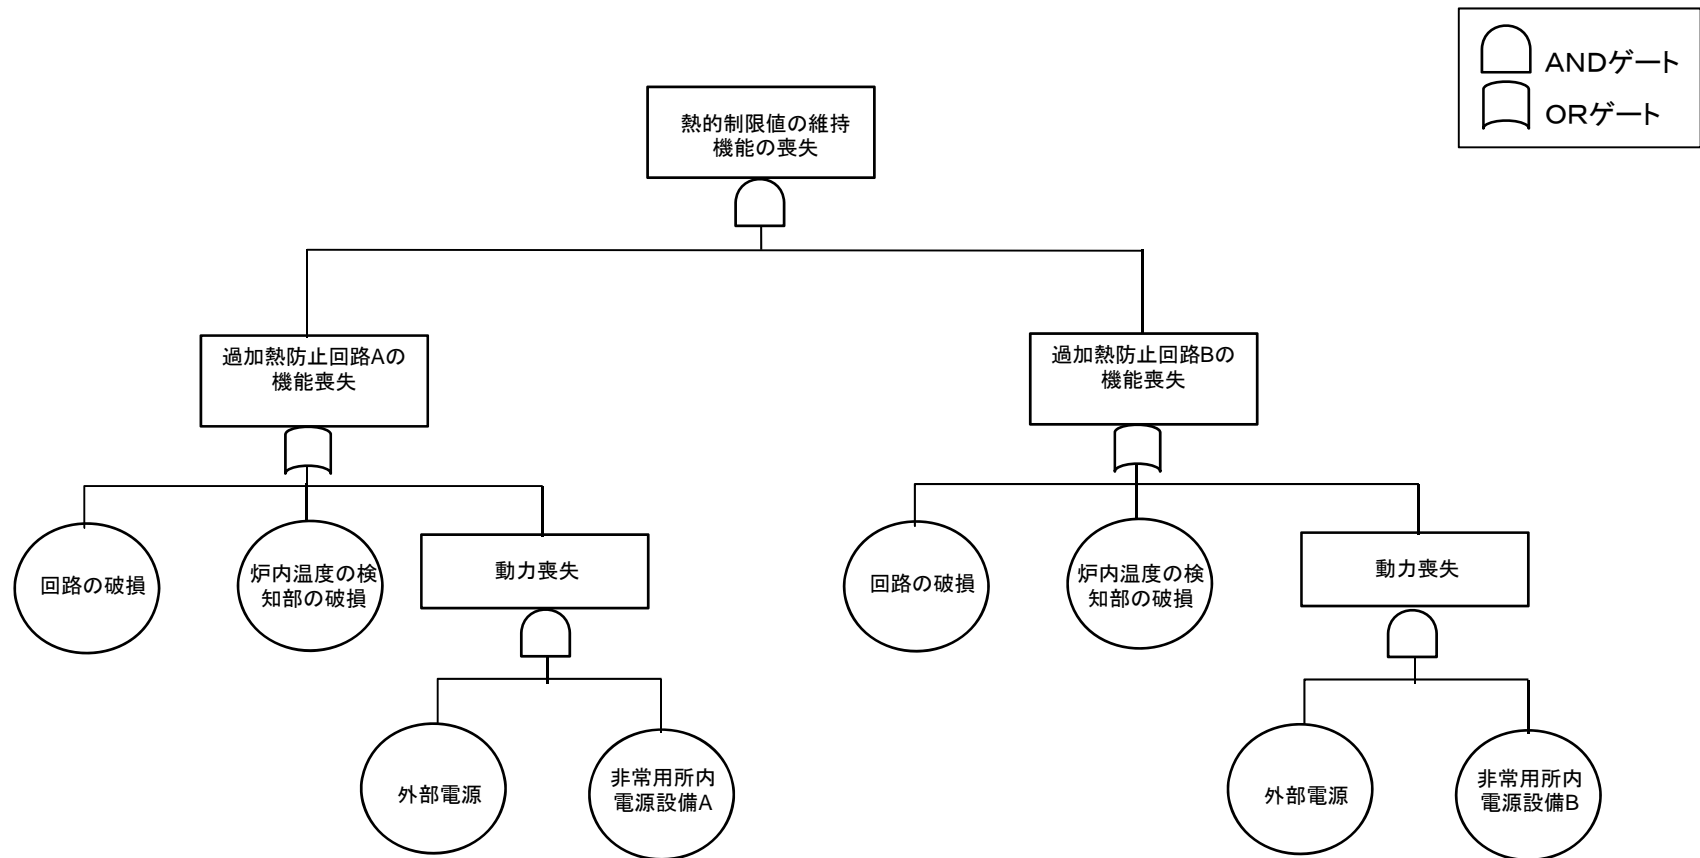 ANDゲート
ORゲート
熱的制限値の維持
機能の喪失
過加熱防止回路Aの
機能喪失
過加熱防止回路Bの
機能喪失
回路の破損
炉内温度の検
知部の破損
動力喪失
回路の破損
炉内温度の検
知部の破損
動力喪失
外部電源
非常用所内
電源設備A
外部電源
非常用所内
電源設備B